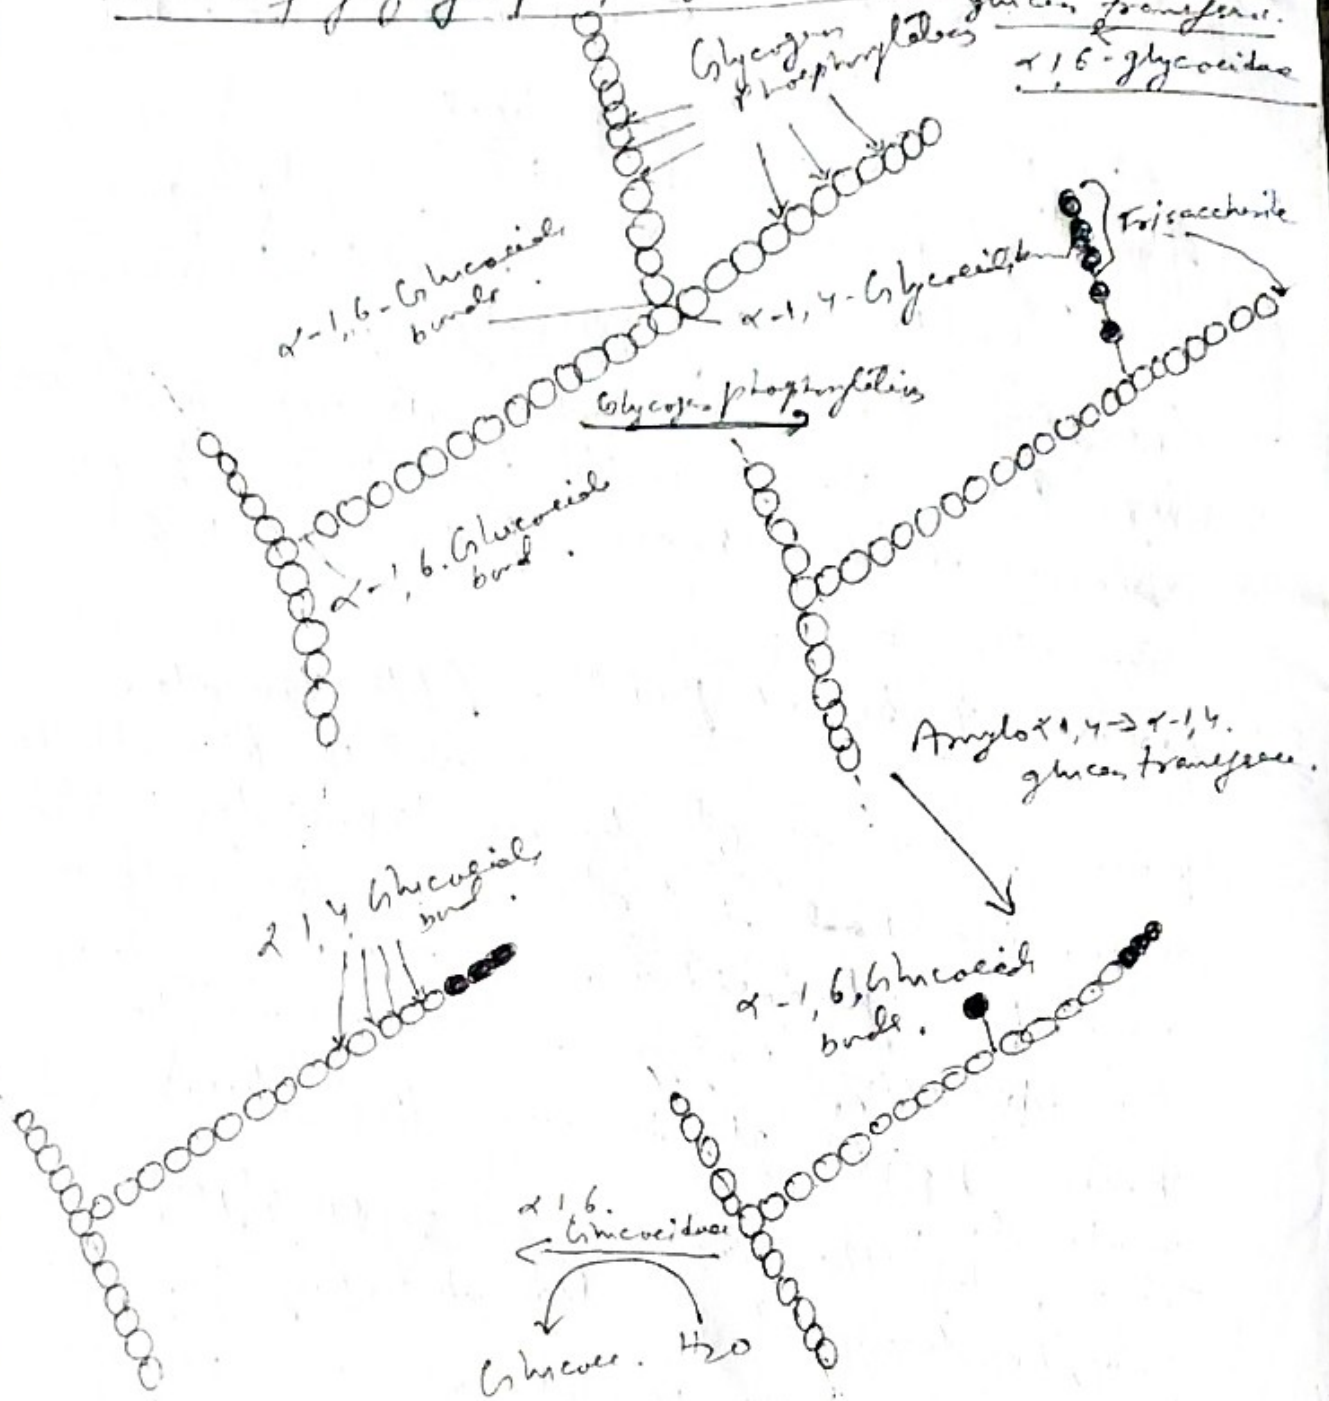 glucan transferase.
α 1,6-glycosidase
Glycogen
phosphorylase
Trisaccharide
α-1,6-Glucosidic
bonds.
α-1,4-Glycosidic
Glycogen phosphorylase
α-1,6. Glucosidic
bond.
Amylo α 1,4 → α-1,4.
glucan transferase.
α 1,4 Glucosidic
bond.
α-1,6, Glucosidic
bonds.
α 1,6.
Glucosidase
Glucose. H2O